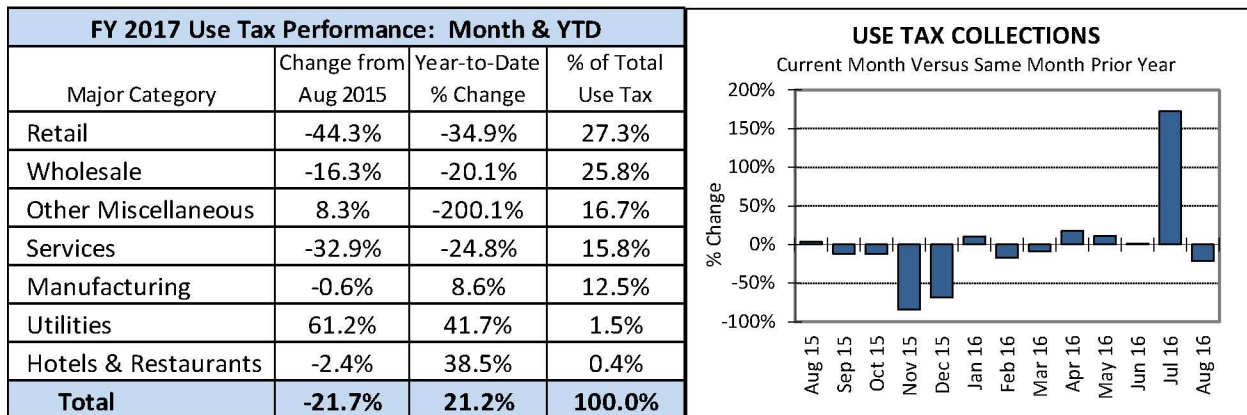 FY 2017 Use Tax Performance: Month & YTD
Major Category Change from Aug 2015 Year-to-Date % Change % of Total Use Tax
Retail -44.3% -34.9% 27.3%
Wholesale -16.3% -20.1% 25.8%
Other Miscellaneous 8.3% -200.1% 16.7%
Services -32.9% -24.8% 15.8%
Manufacturing -0.6% 8.6% 12.5%
Utilities 61.2% 41.7% 1.5%
Hotels & Restaurants -2.4% 38.5% 0.4%
Total -21.7% 21.2% 100.0%
USE TAX COLLECTIONS
Current Month Versus Same Month Prior Year
% Change
200%
150%
100%
50%
0%
-50%
-100%
Aug 15
Sep 15
Oct 15
Nov 15
Dec 15
Jan 16
Feb 16
Mar 16
Apr 16
May 16
Jun 16
Jul 16
Aug 16